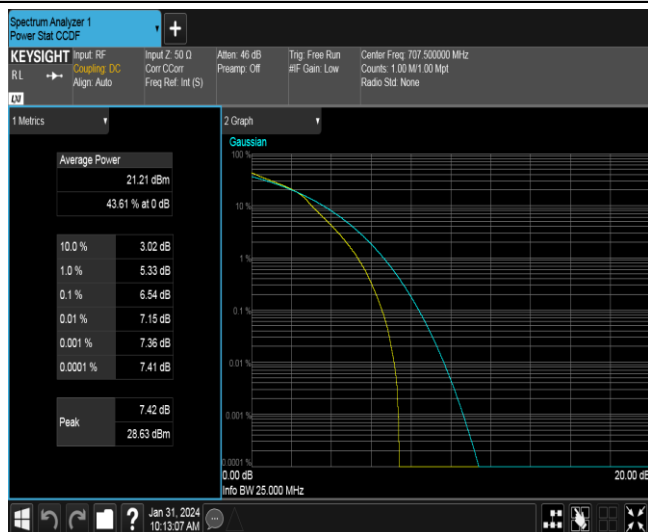 Spectrum Analyzer 1
Power Stat CCDF
KEYSIGHT
RL
LXI
Input: RF
Coupling: DC
Align: Auto
Input Z: 50 Ω
Corr CCorr
Freq Ref: Int (S)
Atten: 46 dB
Preamp: Off
Trig: Free Run
#IF Gain: Low
Center Freq: 707.500000 MHz
Counts: 1.00 M/1.00 Mpt
Radio Std: None
1 Metrics
Average Power
21.21 dBm
43.61 % at 0 dB
10.0 % 3.02 dB
1.0 % 5.33 dB
0.1 % 6.54 dB
0.01 % 7.15 dB
0.001 % 7.36 dB
0.0001 % 7.41 dB
Peak
7.42 dB
28.63 dBm
2 Graph
Gaussian
100 %
10 %
1 %
0.1 %
0.01 %
0.001 %
0.0001 %
0.00 dB
20.00 dB
Info BW 25.000 MHz
?
Jan 31, 2024
10:13:07 AM